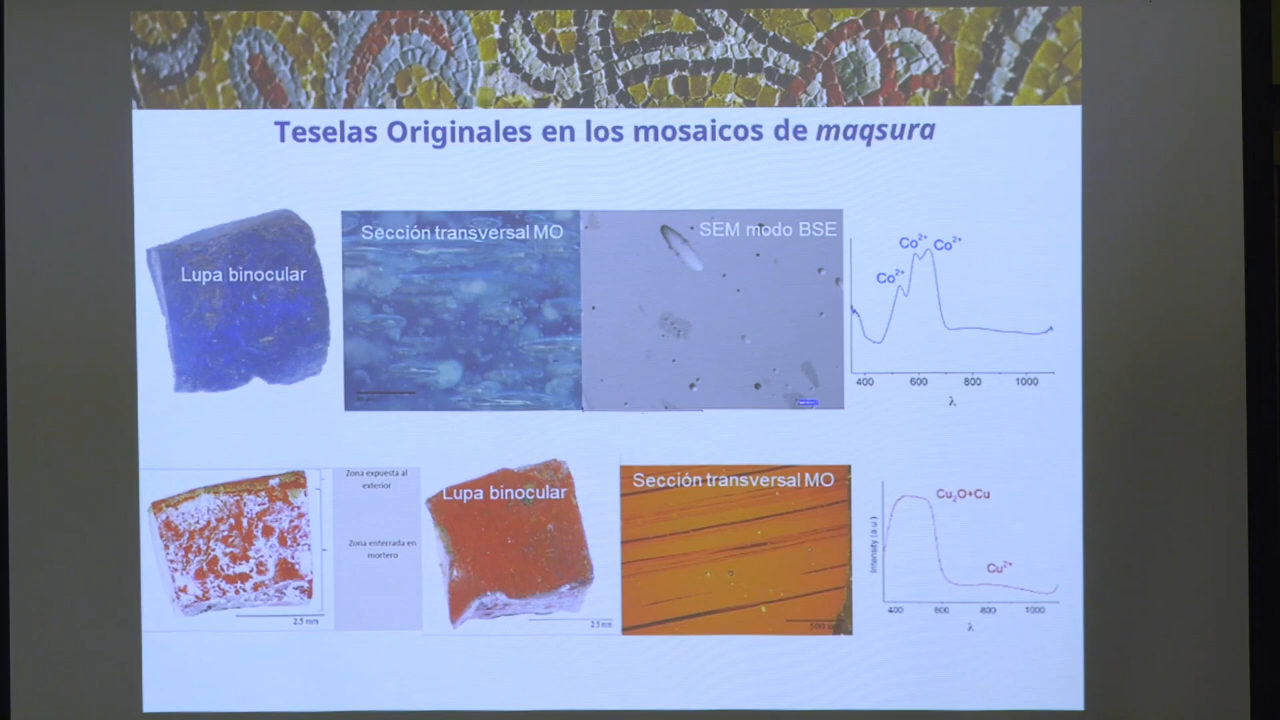 Teselas Originales en los mosaicos de maqsura
Lupa binocular
Sección transversal MO
SEM modo BSE
Co²⁺
Co²⁺
Co²⁺
400 600 800 1000
λ
Zona expuesta al
exterior
Zona enterrada en
mortero
2.5 mm
Lupa binocular
2.5 mm
Sección transversal MO
Intensity (a.u.)
Cu₂O+Cu
Cu²⁺
400 600 800 1000
λ